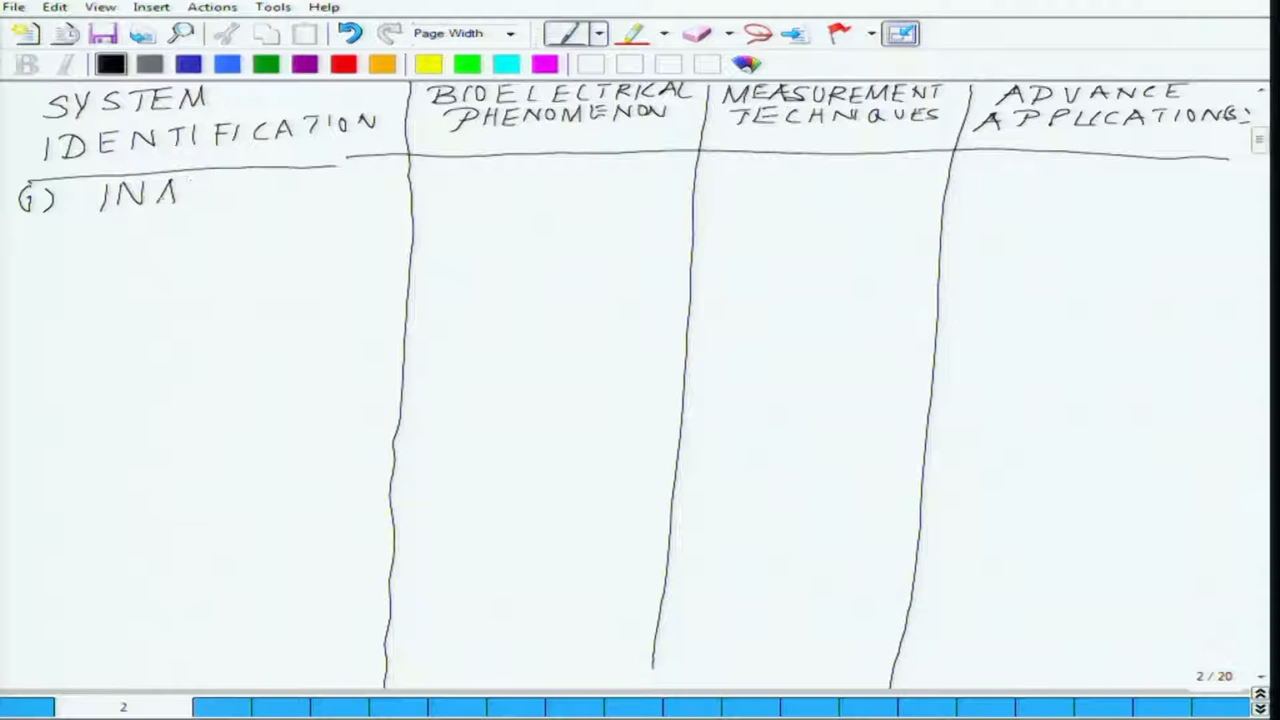 File Edit View Insert Actions Tools Help
Page Width
B I
SYSTEM IDENTIFICATION
BIOELECTRICAL PHENOMENON
MEASUREMENT TECHNIQUES
ADVANCE APPLICATIONS:
2 / 20
2